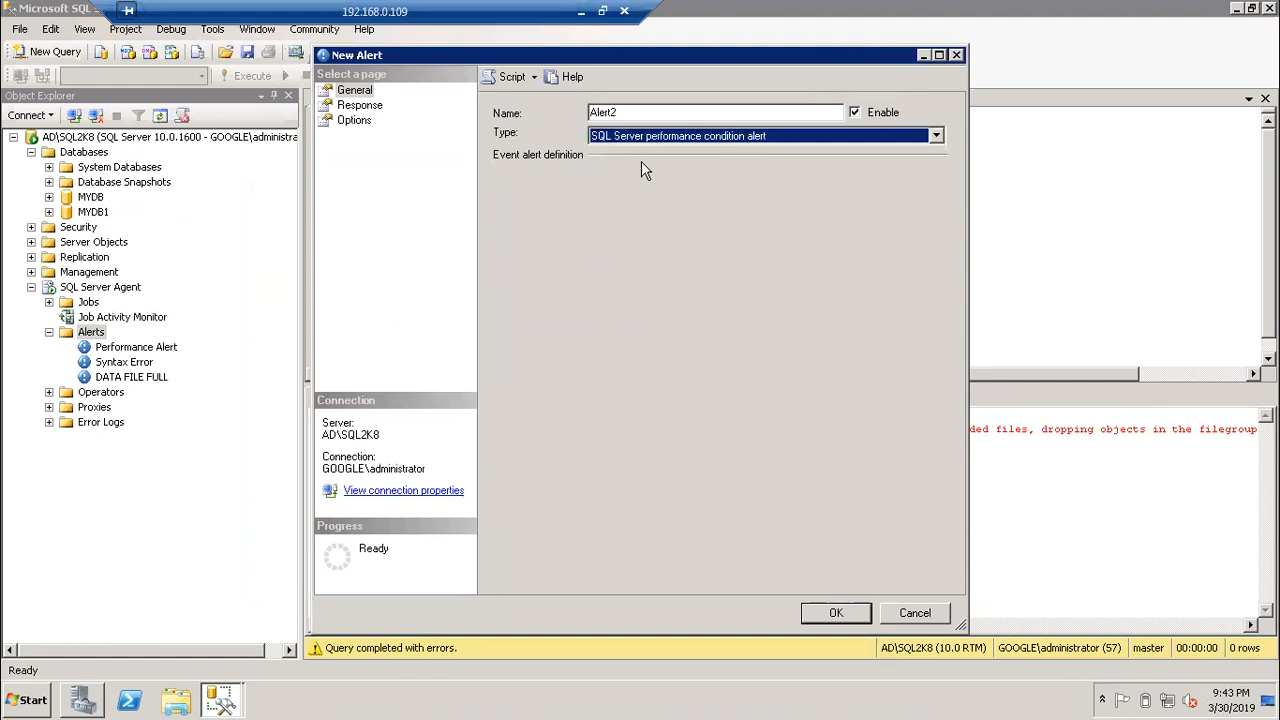 Microsoft SQL
192.168.0.109
File Edit View Project Debug Tools Window Community Help
New Query
Execute
Object Explorer
Connect
AD\SQL2K8 (SQL Server 10.0.1600 - GOOGLE\administra
Databases
System Databases
Database Snapshots
MYDB
MYDB1
Security
Server Objects
Replication
Management
SQL Server Agent
Jobs
Job Activity Monitor
Alerts
Performance Alert
Syntax Error
DATA FILE FULL
Operators
Proxies
Error Logs
New Alert
Select a page
General
Response
Options
Script Help
Name: Alert2 Enable
Type: SQL Server performance condition alert
Event alert definition
Connection
Server:
AD\SQL2K8
Connection:
GOOGLE\administrator
View connection properties
Progress
Ready
OK Cancel
ded files, dropping objects in the filegroup
Query completed with errors. AD\SQL2K8 (10.0 RTM) GOOGLE\administrator (57) master 00:00:00 0 rows
Ready
Start
9:43 PM
3/30/2019